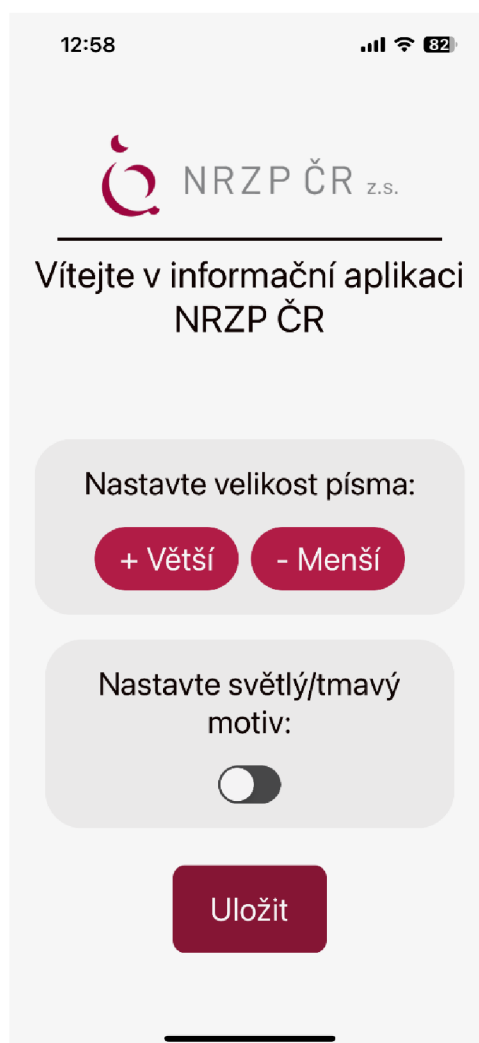 12:58
82
NRZP ČR z.s.
Vítejte v informační aplikaci
NRZP ČR
Nastavte velikost písma:
+ Větší
- Menší
Nastavte světlý/tmavý
motiv:
Uložit